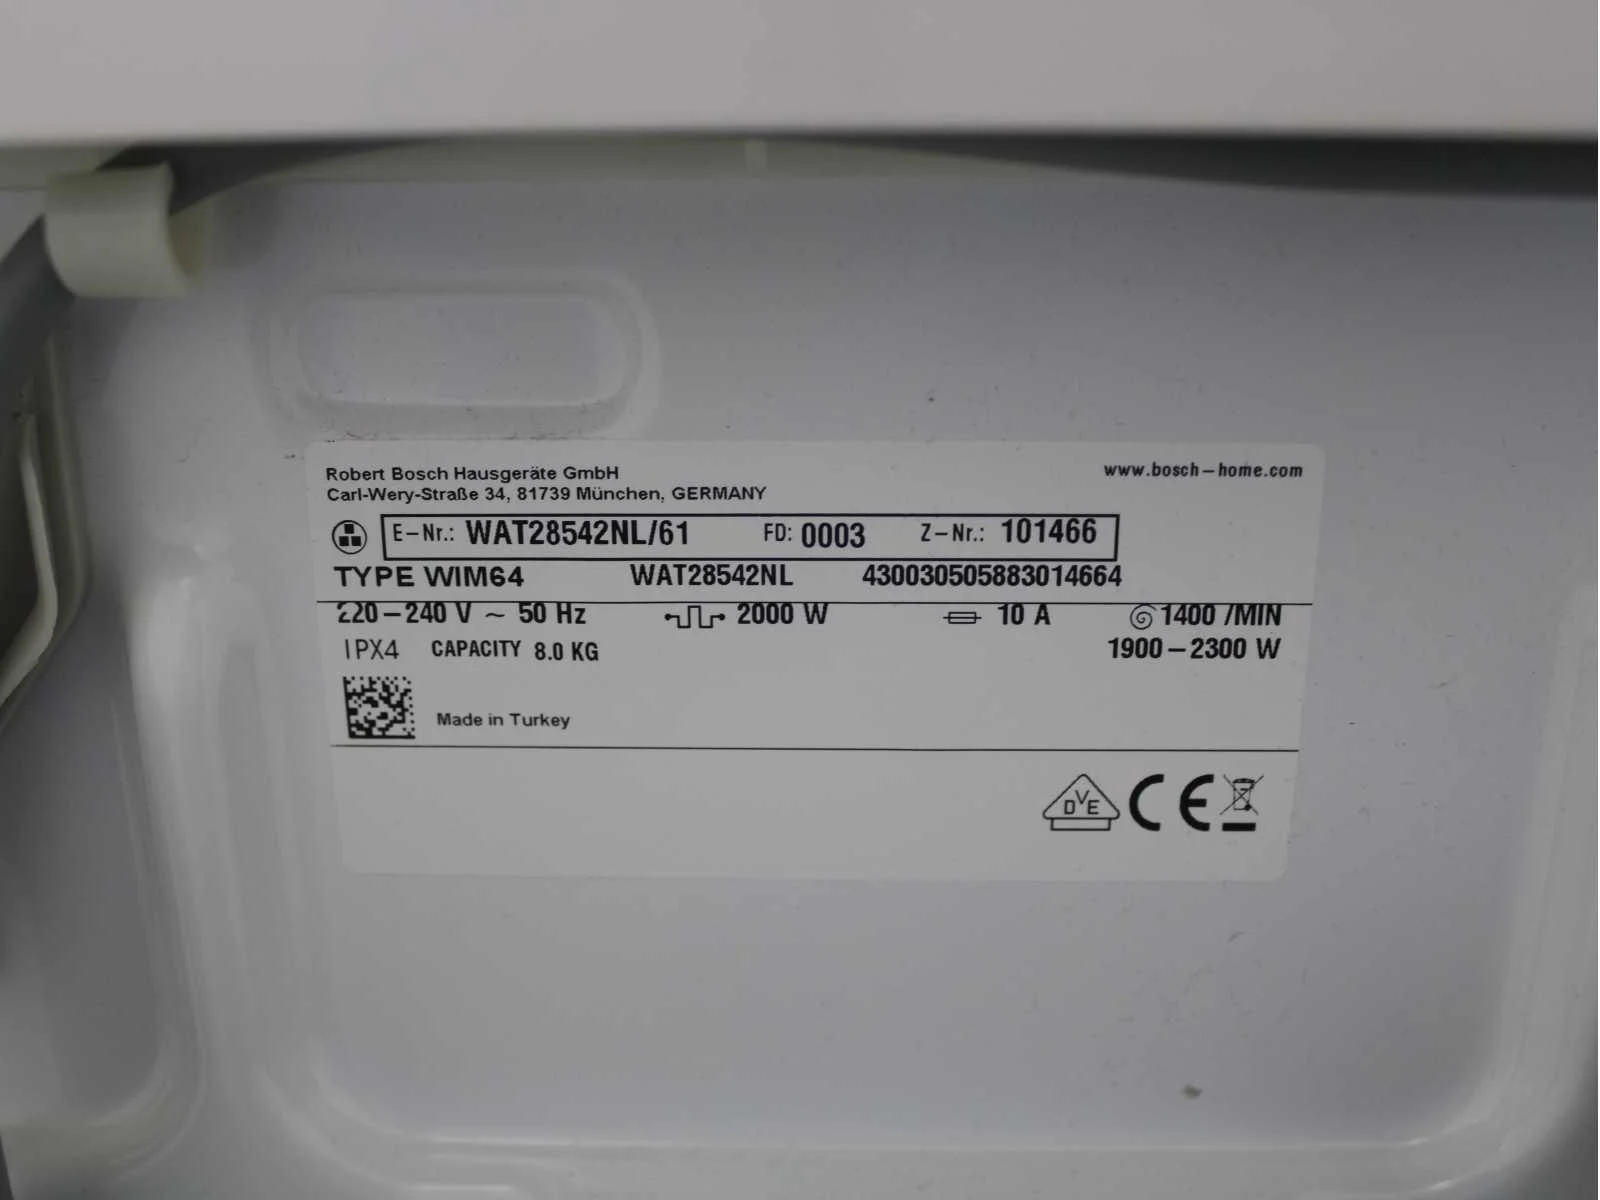 Robert Bosch Hausgeräte GmbH www.bosch-home.com
Carl-Wery-Straße 34, 81739 München, GERMANY
E-Nr.: WAT28542NL/61 FD: 0003 Z-Nr.: 101466
TYPE WIM64 WAT28542NL 430030505883014664
220-240 V ~ 50 Hz 2000 W 10 A 1400 /MIN
IPX4 CAPACITY 8.0 KG 1900-2300 W
Made in Turkey
DVE CE